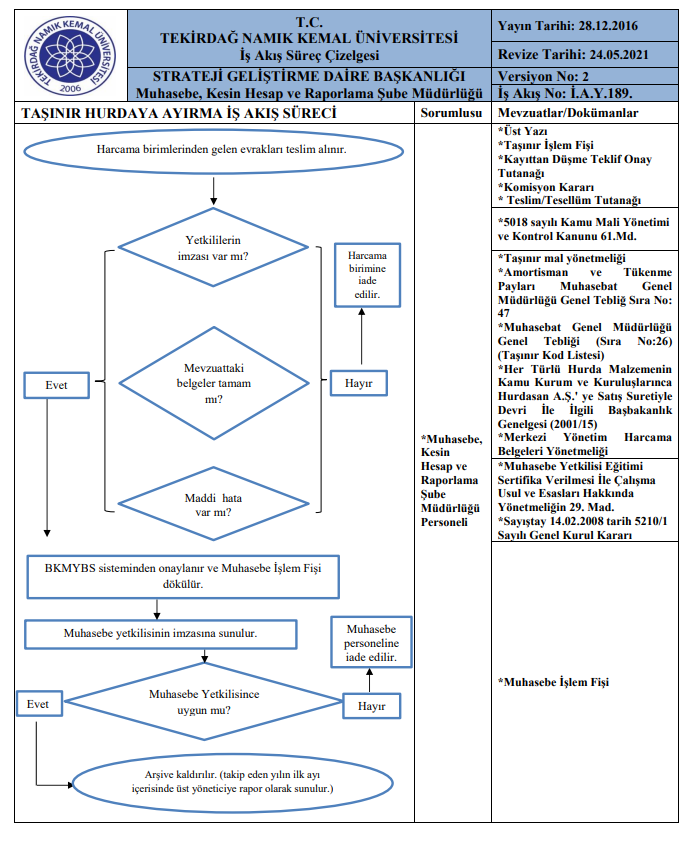 TEKİRDAĞ NAMIK KEMAL ÜNİVERSİTESİ
2006
T.C.
TEKİRDAĞ NAMIK KEMAL ÜNİVERSİTESİ
İş Akış Süreç Çizelgesi
STRATEJİ GELİŞTİRME DAİRE BAŞKANLIĞI
Muhasebe, Kesin Hesap ve Raporlama Şube Müdürlüğü
Yayın Tarihi: 28.12.2016
Revize Tarihi: 24.05.2021
Versiyon No: 2
İş Akış No: İ.A.Y.189.
TAŞINIR HURDAYA AYIRMA İŞ AKIŞ SÜRECİ
Sorumlusu
Mevzuatlar/Dokümanlar
Harcama birimlerinden gelen evrakları teslim alınır.
Yetkililerin
imzası var mı?
Harcama
birimine
iade
edilir.
Mevzuattaki
belgeler tamam
mı?
Evet
Hayır
Maddi hata
var mı?
BKMYBS sisteminden onaylanır ve Muhasebe İşlem Fişi
dökülür.
Muhasebe yetkilisinin imzasına sunulur.
Muhasebe
personeline
iade edilir.
Muhasebe Yetkilisince
uygun mu?
Evet
Hayır
Arşive kaldırılır. (takip eden yılın ilk ayı
içerisinde üst yöneticiye rapor olarak sunulur.)
*Muhasebe,
Kesin
Hesap ve
Raporlama
Şube
Müdürlüğü
Personeli
*Üst Yazı
*Taşınır İşlem Fişi
*Kayıttan Düşme Teklif Onay
Tutanağı
*Komisyon Kararı
* Teslim/Tesellüm Tutanağı
*5018 sayılı Kamu Mali Yönetimi
ve Kontrol Kanunu 61.Md.
*Taşınır mal yönetmeliği
*Amortisman ve Tükenme
Payları Muhasebat Genel
Müdürlüğü Genel Tebliğ Sıra No:
47
*Muhasebat Genel Müdürlüğü
Genel Tebliği (Sıra No:26)
(Taşınır Kod Listesi)
*Her Türlü Hurda Malzemenin
Kamu Kurum ve Kuruluşlarınca
Hurdasan A.Ş.' ye Satış Suretiyle
Devri İle İlgili Başbakanlık
Genelgesi (2001/15)
*Merkezi Yönetim Harcama
Belgeleri Yönetmeliği
*Muhasebe Yetkilisi Eğitimi
Sertifika Verilmesi İle Çalışma
Usul ve Esasları Hakkında
Yönetmeliğin 29. Mad.
*Sayıştay 14.02.2008 tarih 5210/1
Sayılı Genel Kurul Kararı
*Muhasebe İşlem Fişi